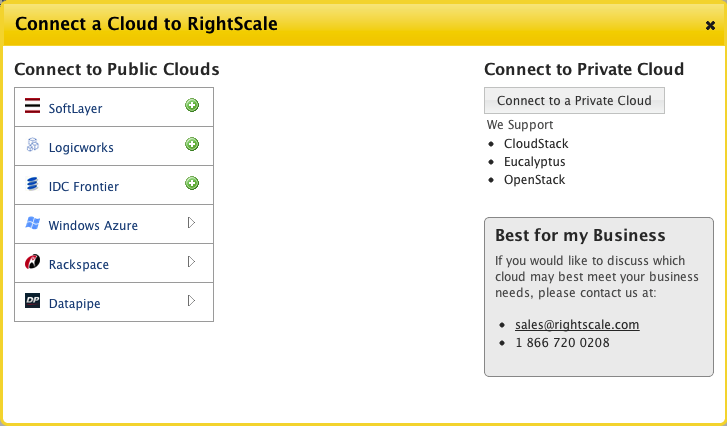 Connect a Cloud to RightScale
Connect to Public Clouds
SoftLayer
Logicworks
IDC Frontier
Windows Azure
Rackspace
DP Datapipe
Connect to Private Cloud
Connect to a Private Cloud
We Support
• CloudStack
• Eucalyptus
• OpenStack
Best for my Business
If you would like to discuss which
cloud may best meet your business
needs, please contact us at:
• sales@rightscale.com
• 1 866 720 0208